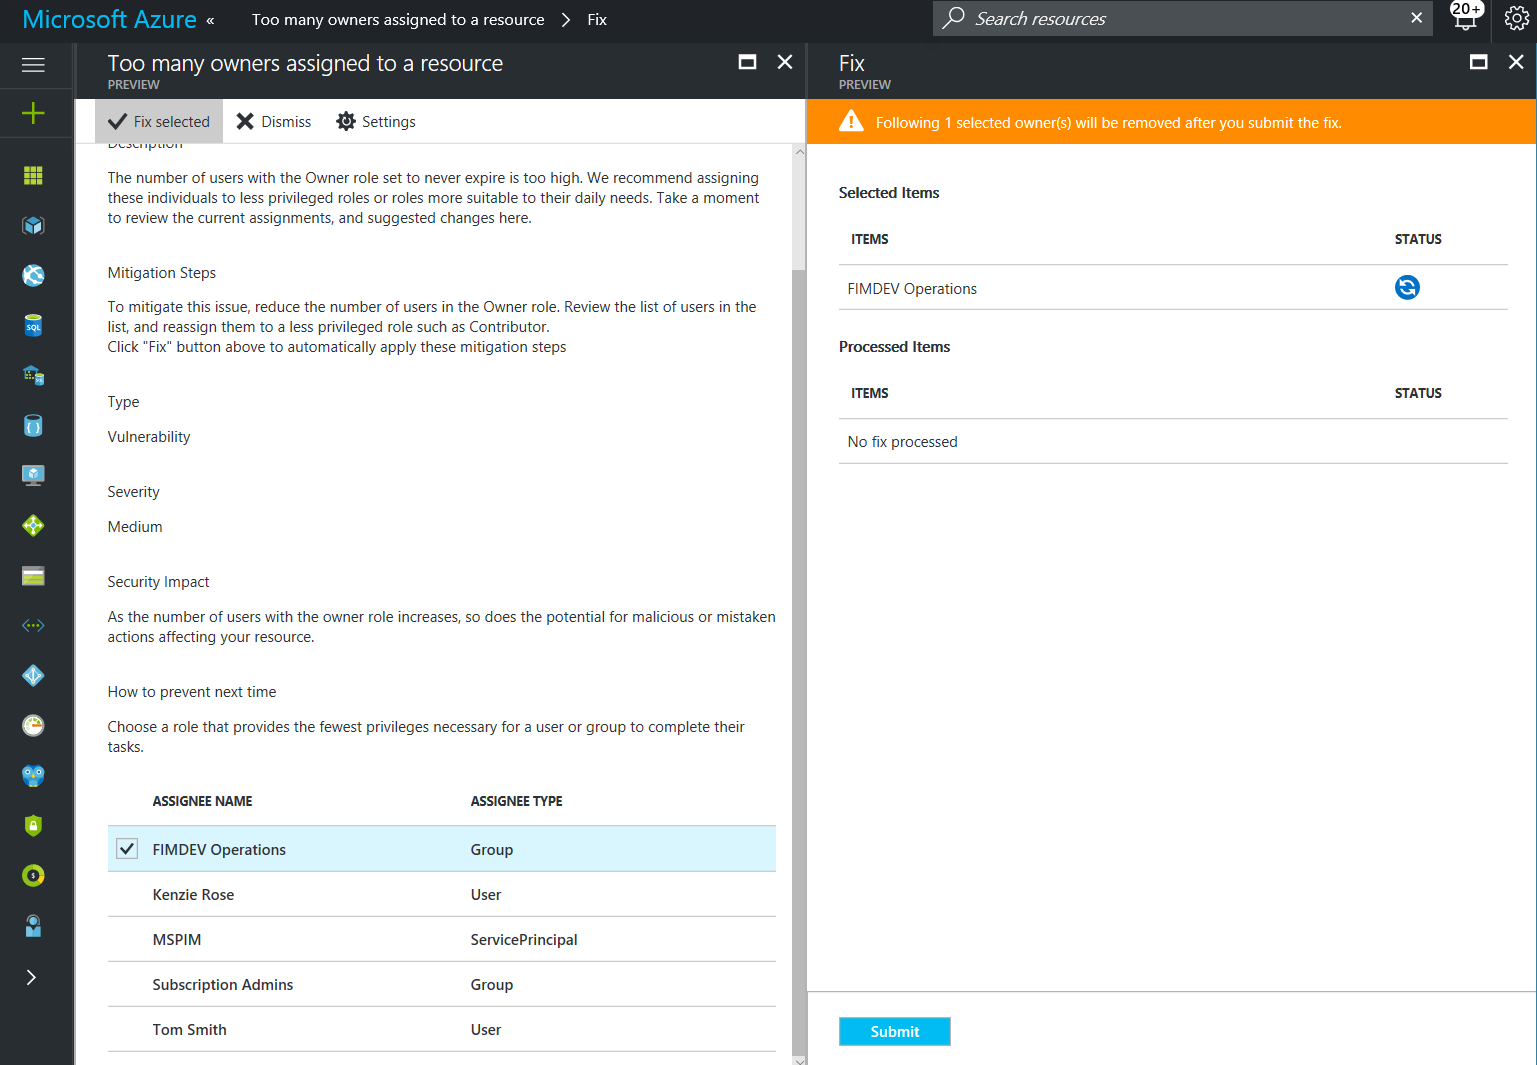 Microsoft Azure « Too many owners assigned to a resource > Fix
Search resources
20+
Too many owners assigned to a resource
PREVIEW
Fix selected Dismiss Settings
Description
The number of users with the Owner role set to never expire is too high. We recommend assigning
these individuals to less privileged roles or roles more suitable to their daily needs. Take a moment
to review the current assignments, and suggested changes here.
Mitigation Steps
To mitigate this issue, reduce the number of users in the Owner role. Review the list of users in the
list, and reassign them to a less privileged role such as Contributor.
Click "Fix" button above to automatically apply these mitigation steps
Type
Vulnerability
Severity
Medium
Security Impact
As the number of users with the owner role increases, so does the potential for malicious or mistaken
actions affecting your resource.
How to prevent next time
Choose a role that provides the fewest privileges necessary for a user or group to complete their
tasks.
ASSIGNEE NAME ASSIGNEE TYPE
FIMDEV Operations Group
Kenzie Rose User
MSPIM ServicePrincipal
Subscription Admins Group
Tom Smith User
Fix
PREVIEW
Following 1 selected owner(s) will be removed after you submit the fix.
Selected Items
ITEMS STATUS
FIMDEV Operations
Processed Items
ITEMS STATUS
No fix processed
Submit
SQL